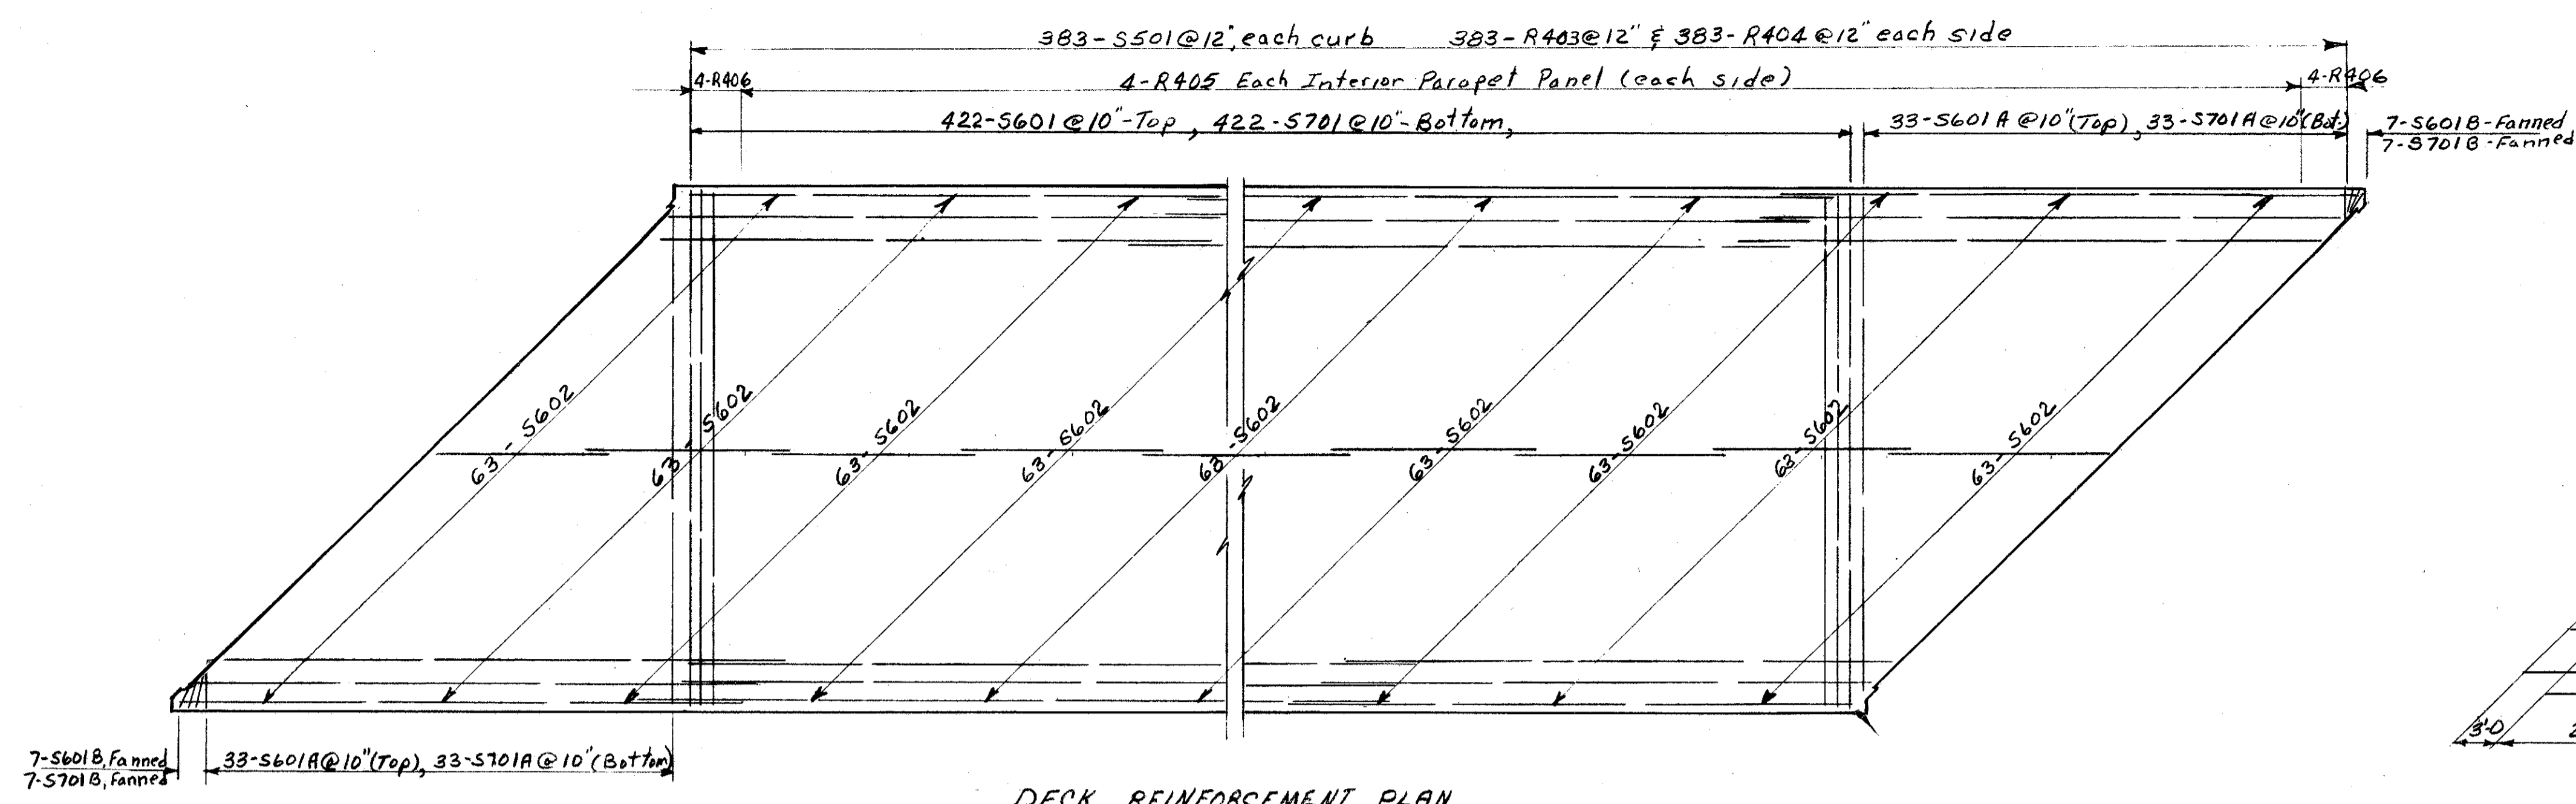 383-S501@12", each curb 383-R403@12" & 383-R404@12" each side
4-R406 4-R405 Each Interior Parapet Panel (each side) 4-R406
422-S601@10"-Top, 422-S701@10"-Bottom, 33-S601A@10"(Top), 33-S701A@10"(Bot.) 7-S601B-Fanned
7-S701B-Fanned
63-S602 63-S602 63-S602 63-S602 63-S602 63-S602 63-S602 63-S602 63-S602
3'-0
7-S601B, Fanned 33-S601A@10"(Top), 33-S701A@10"(Bottom)
7-S701B, Fanned
DECK REINFORCEMENT PLAN